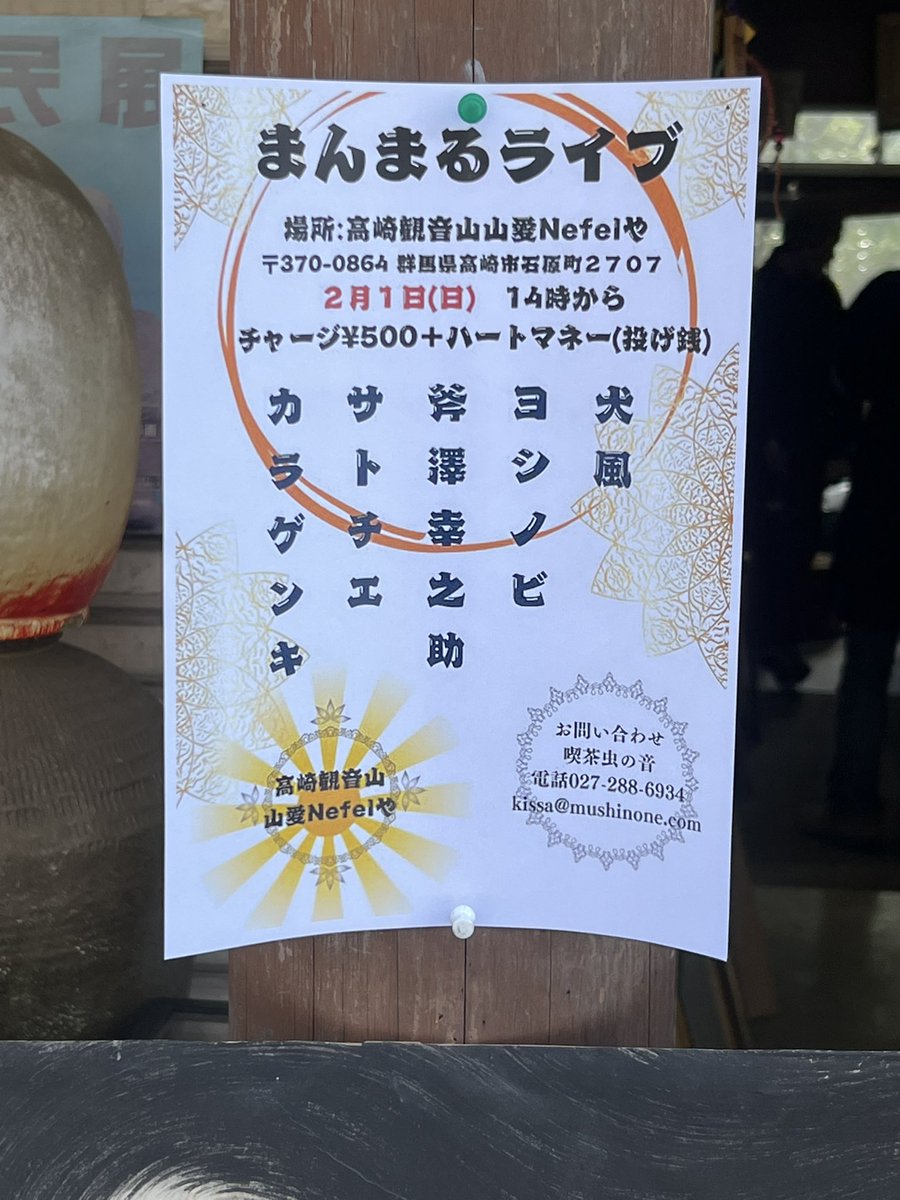 民展
まんまるライブ
場所:高崎観音山山愛Nefelや
〒370-0864 群馬県高崎市石原町2707
2月1日(日) 14時から
チャージ¥500+ハートマネー(投げ銭)
犬風
ヨシノビ
斧澤幸之助
サトチエ
カラゲンキ
高崎観音山
山愛Nefelや
お問い合わせ
喫茶虫の音
電話027-288-6934
kissa@mushinone.com